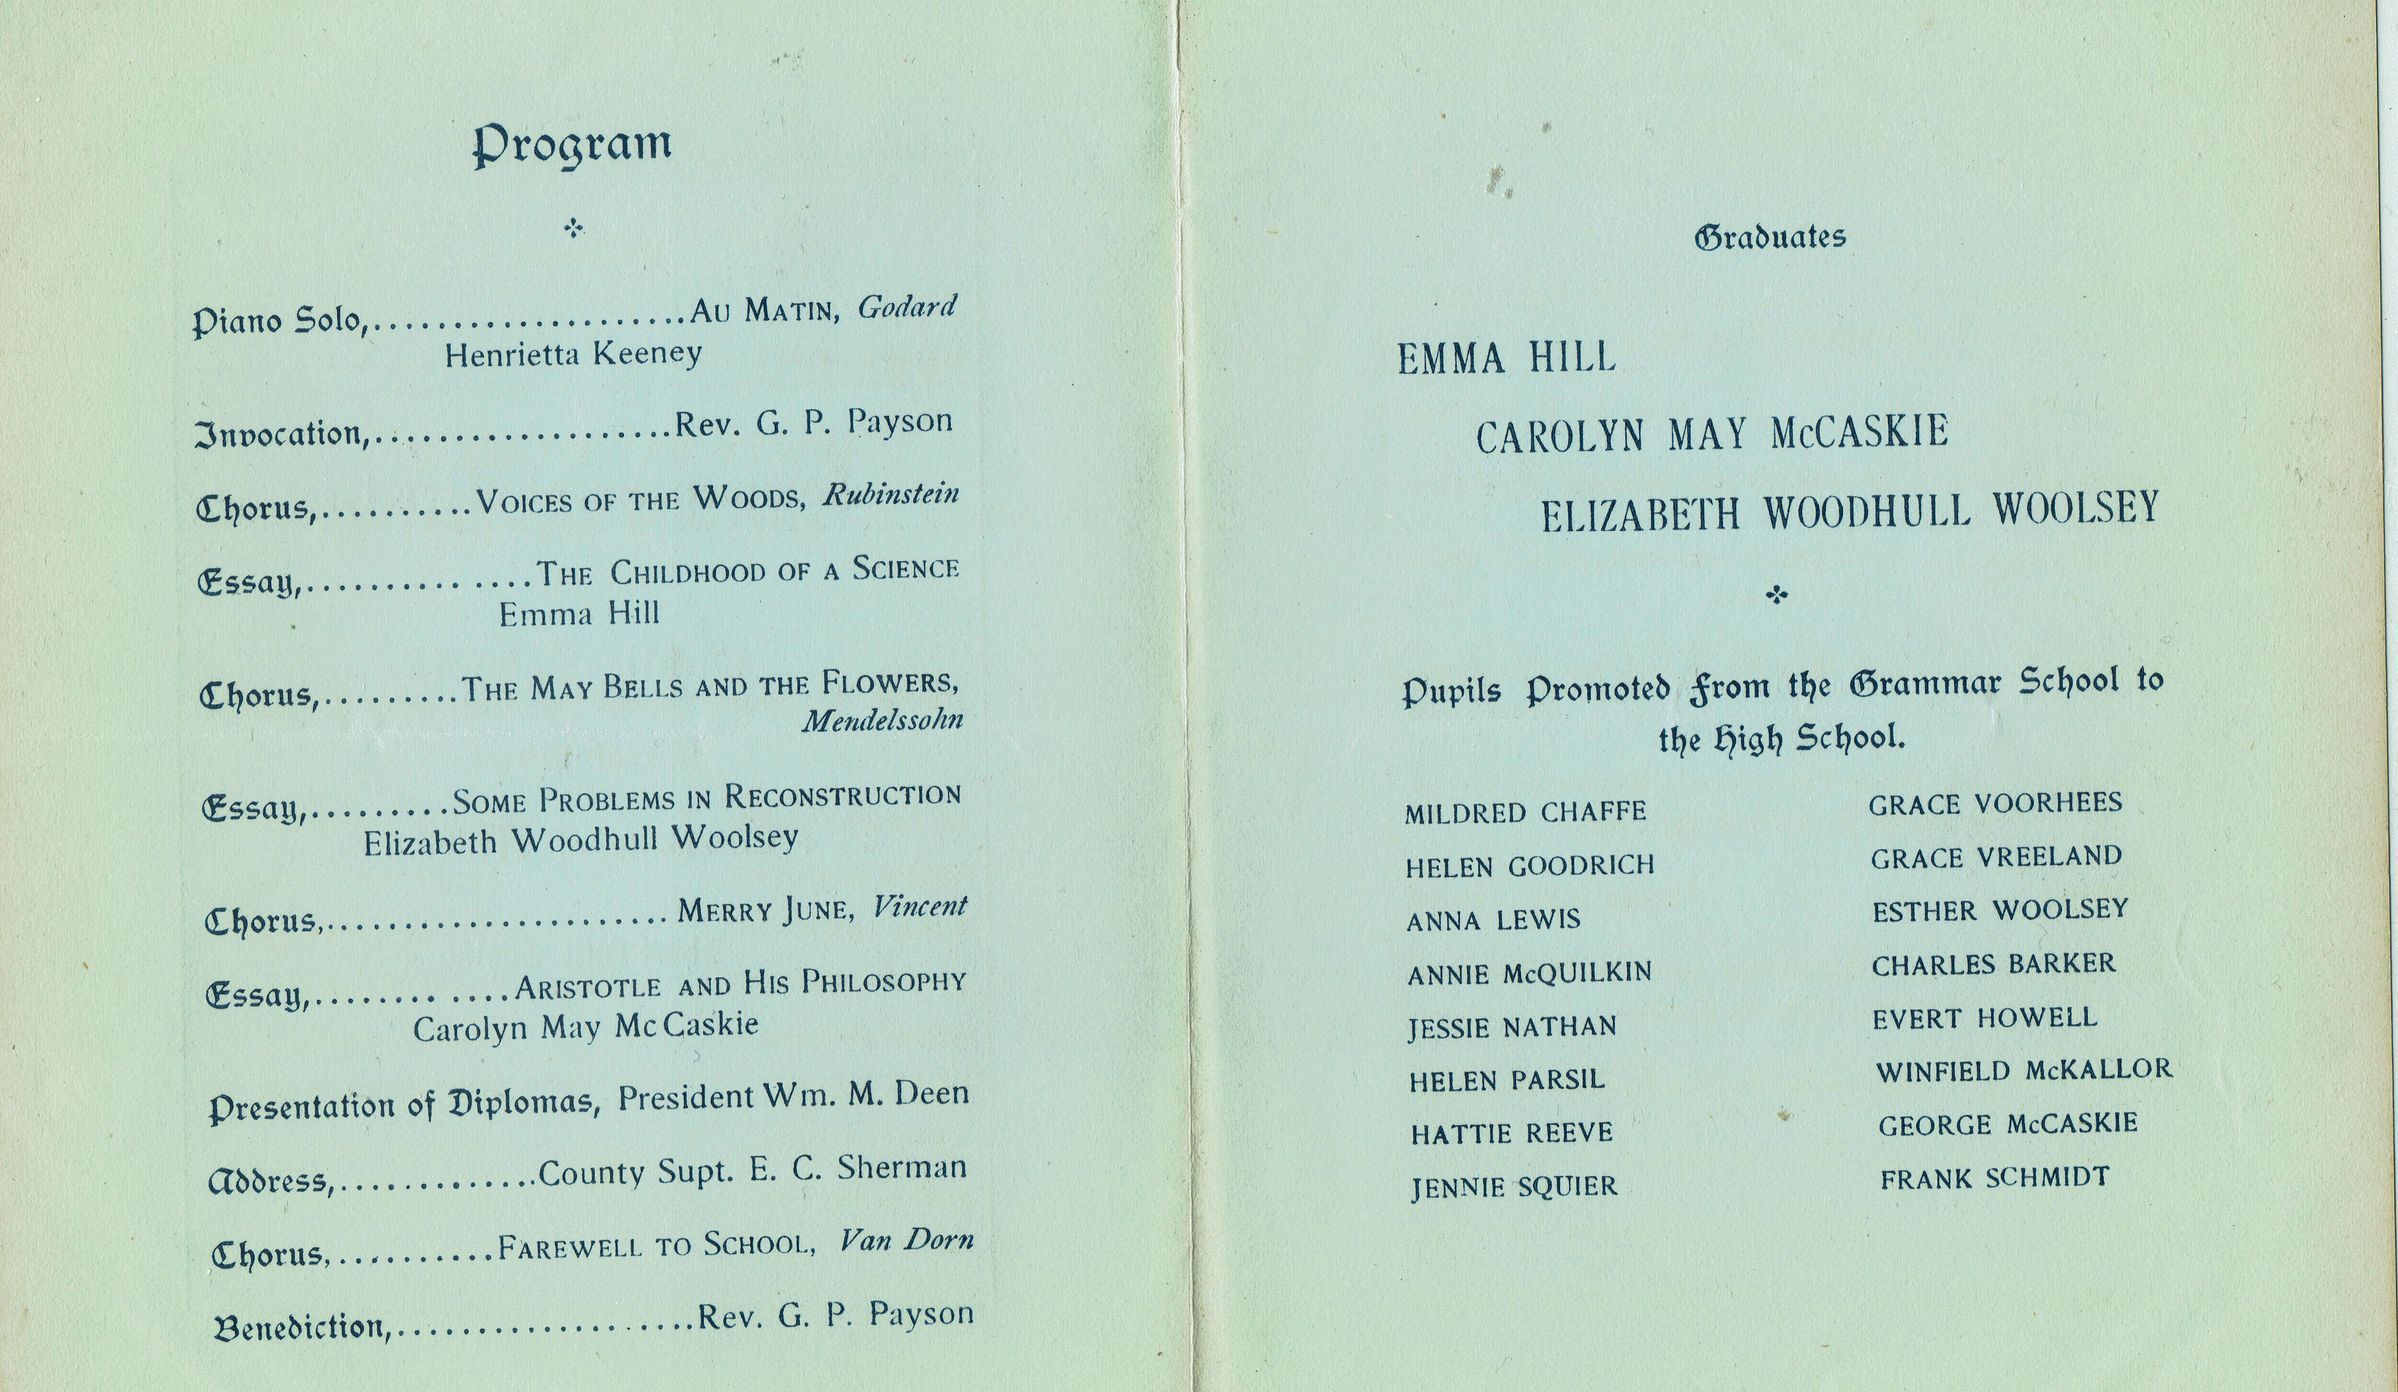 Program
Piano Solo,....................Au Matin, Godard
Henrietta Keeney
Invocation,...................Rev. G. P. Payson
Chorus,..........Voices of the Woods, Rubinstein
Essay,.......... ....The Childhood of a Science
Emma Hill
Chorus,.........The May Bells and the Flowers,
Mendelssohn
Essay,.........Some Problems in Reconstruction
Elizabeth Woodhull Woolsey
Chorus,...................... Merry June, Vincent
Essay,........ ....Aristotle and His Philosophy
Carolyn May McCaskie
Presentation of Diplomas, President Wm. M. Deen
Address,.............County Supt. E. C. Sherman
Chorus,..........Farewell to School, Van Dorn
Benediction,...................Rev. G. P. Payson
Graduates
EMMA HILL
CAROLYN MAY McCASKIE
ELIZABETH WOODHULL WOOLSEY
Pupils Promoted From the Grammar School to
the High School.
MILDRED CHAFFE
HELEN GOODRICH
ANNA LEWIS
ANNIE McQUILKIN
JESSIE NATHAN
HELEN PARSIL
HATTIE REEVE
JENNIE SQUIER
GRACE VOORHEES
GRACE VREELAND
ESTHER WOOLSEY
CHARLES BARKER
EVERT HOWELL
WINFIELD McKALLOR
GEORGE McCASKIE
FRANK SCHMIDT